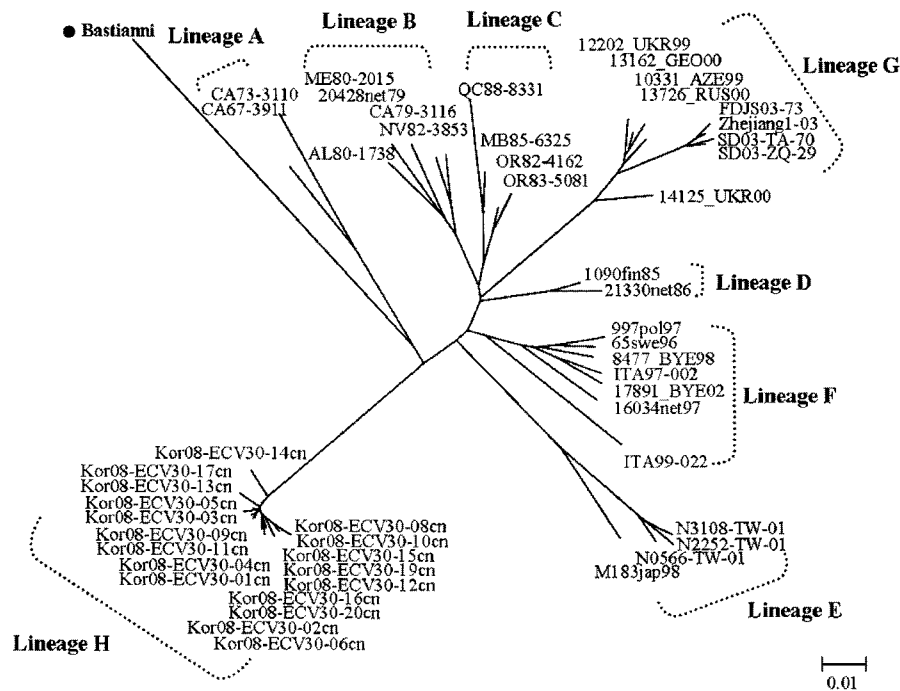 Bastianni
Lineage A
CA73-3110
CA67-3911
Lineage B
ME80-2015
20428net79
CA79-3116
NV82-3853
AL80-1738
Lineage C
QC88-8331
MB85-6325
OR82-4162
OR83-5081
12202_UKR99
13162_GEO00
10331_AZE99
13726_RUS00
FDJS03-73
Zhejiang1-03
SD03-TA-70
SD03-ZQ-29
Lineage G
14125_UKR00
1090fin85
21330net86
Lineage D
997pol97
65swe96
8477_BYE98
ITA97-002
17891_BYE02
16034net97
ITA99-022
Lineage F
N3108-TW-01
N2252-TW-01
N0566-TW-01
M183jap98
Lineage E
Kor08-ECV30-14cn
Kor08-ECV30-17cn
Kor08-ECV30-13cn
Kor08-ECV30-05cn
Kor08-ECV30-03cn
Kor08-ECV30-09cn
Kor08-ECV30-11cn
Kor08-ECV30-04cn
Kor08-ECV30-01cn
Kor08-ECV30-08cn
Kor08-ECV30-10cn
Kor08-ECV30-15cn
Kor08-ECV30-19cn
Kor08-ECV30-12cn
Kor08-ECV30-16cn
Kor08-ECV30-20cn
Kor08-ECV30-02cn
Kor08-ECV30-06cn
Lineage H
0.01